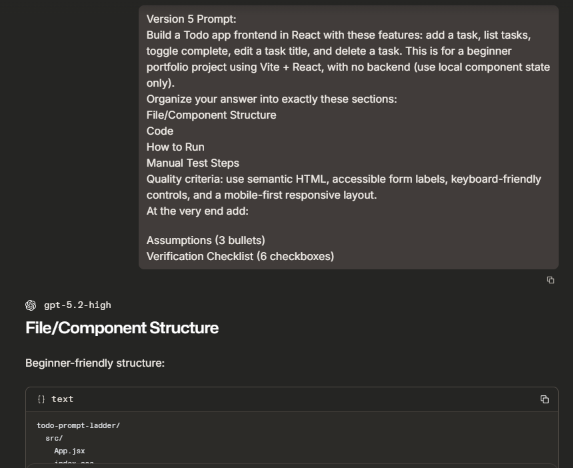 Version 5 Prompt:
Build a Todo app frontend in React with these features: add a task, list tasks,
toggle complete, edit a task title, and delete a task. This is for a beginner
portfolio project using Vite + React, with no backend (use local component state
only).
Organize your answer into exactly these sections:
File/Component Structure
Code
How to Run
Manual Test Steps
Quality criteria: use semantic HTML, accessible form labels, keyboard-friendly
controls, and a mobile-first responsive layout.
At the very end add:
Assumptions (3 bullets)
Verification Checklist (6 checkboxes)
gpt-5.2-high
File/Component Structure
Beginner-friendly structure:
{} text
todo-prompt-ladder/
src/
App.jsx